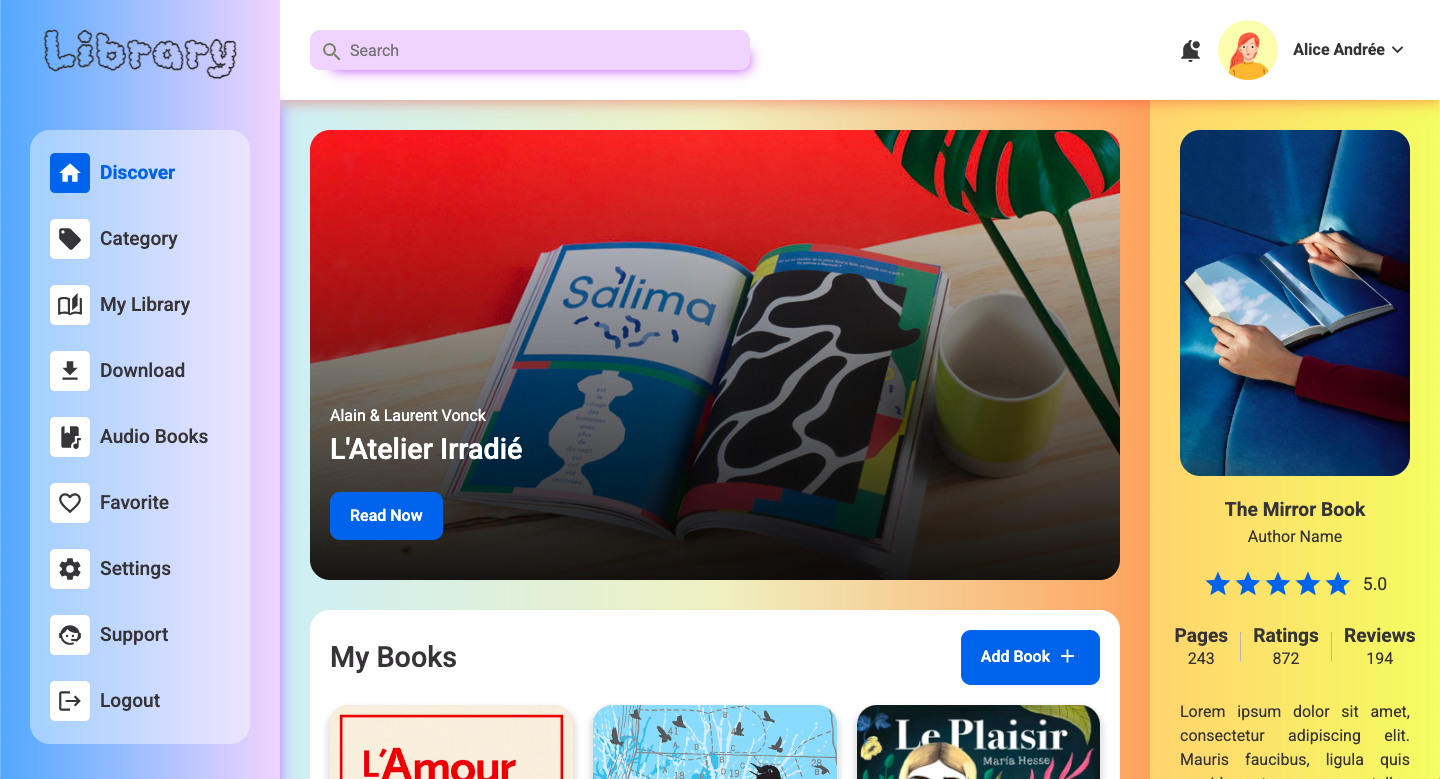 Library
Search
Alice Andrée
Discover
Category
My Library
Download
Audio Books
Favorite
Settings
Support
Logout
Salima
Alain & Laurent Vonck
L'Atelier Irradié
Read Now
The Mirror Book
Author Name
5.0
Pages Ratings Reviews
243 872 194
Lorem ipsum dolor sit amet,
consectetur adipiscing elit.
Mauris faucibus, ligula quis
My Books
Add Book +
L'Amour
Le Plaisir
María Hesse